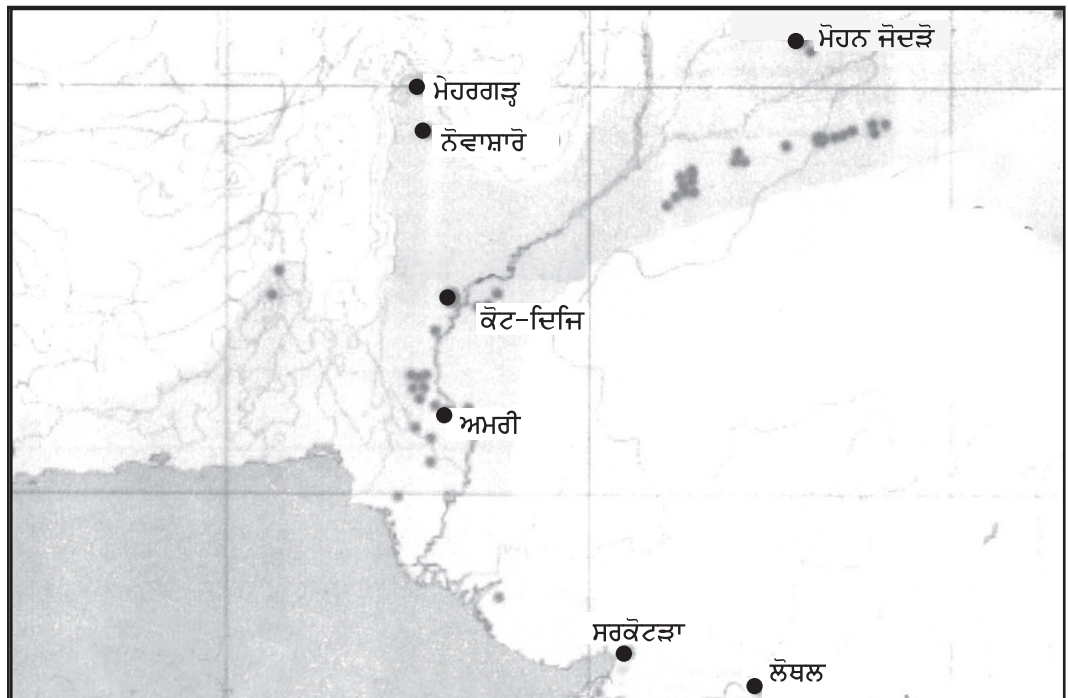 ਮੋਹਨ ਜੋਦੜੋ
ਮੇਹਰਗੜ੍ਹ
ਨੋਵਾਸ਼ਾਰੋ
ਕੋਟ-ਦਿਜਿ
ਅਮਰੀ
ਸਰਕੋਟੜਾ
ਲੋਥਲ